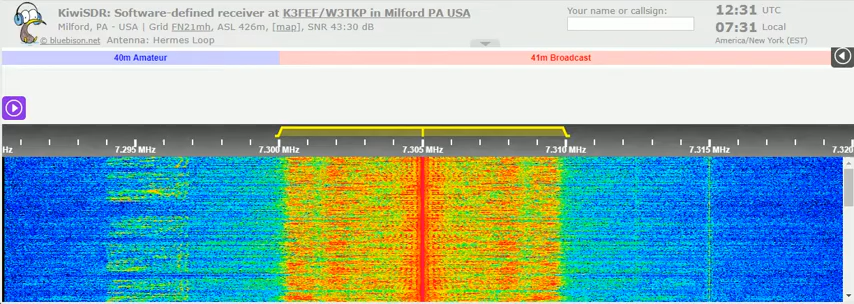 KiwiSDR: Software-defined receiver at K3FEF/W3TKP in Milford PA USA
Milford, PA - USA | Grid FN21mh, ASL 426m, [map], SNR 43:30 dB
© bluebison.net Antenna: Hermes Loop
Your name or callsign:
12:31 UTC
07:31 Local
America/New York (EST)
40m Amateur 41m Broadcast
Hz 7.295 MHz 7.300 MHz 7.305 MHz 7.310 MHz 7.315 MHz 7.320